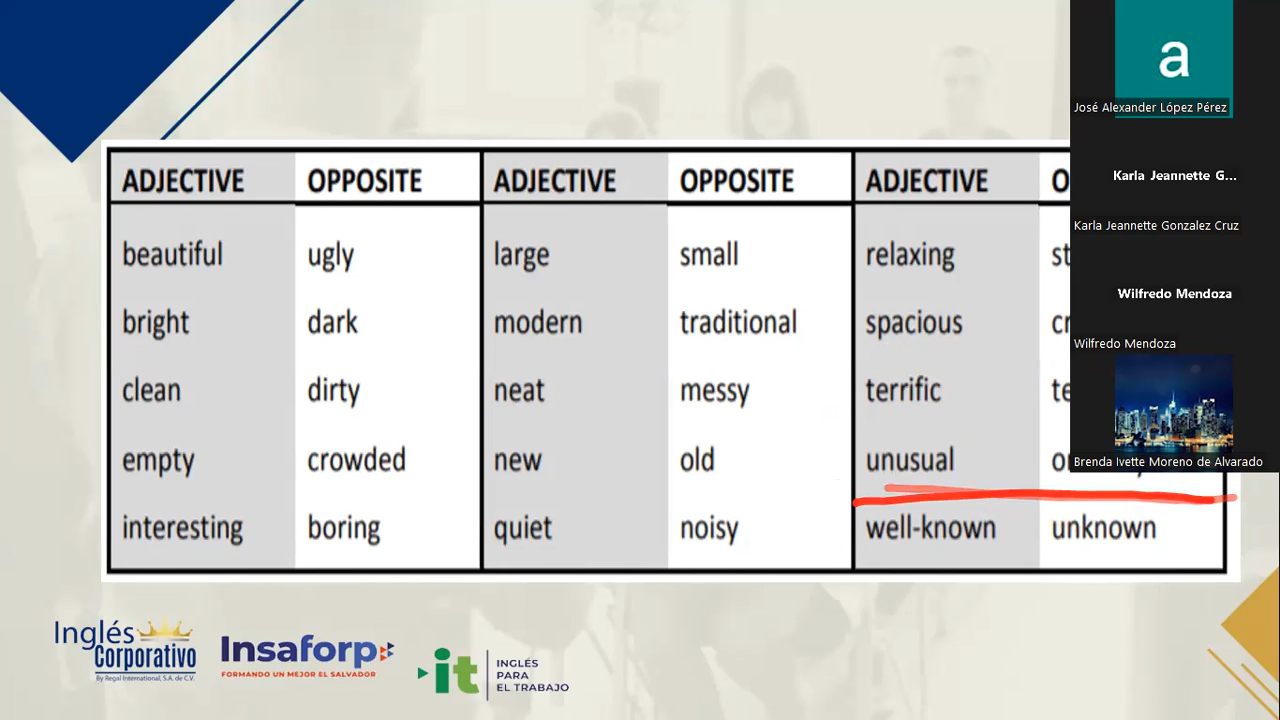 ADJECTIVE OPPOSITE ADJECTIVE OPPOSITE ADJECTIVE
beautiful ugly large small relaxing
bright dark modern traditional spacious
clean dirty neat messy terrific
empty crowded new old unusual
interesting boring quiet noisy well-known unknown
a
José Alexander López Pérez
Karla Jeannette G...
Karla Jeannette Gonzalez Cruz
Wilfredo Mendoza
Wilfredo Mendoza
Brenda Ivette Moreno de Alvarado
Inglés
Corporativo
By Regal International, S.A. de C.V.
Insaforp
FORMANDO UN MEJOR EL SALVADOR
it
INGLÉS
PARA
EL TRABAJO